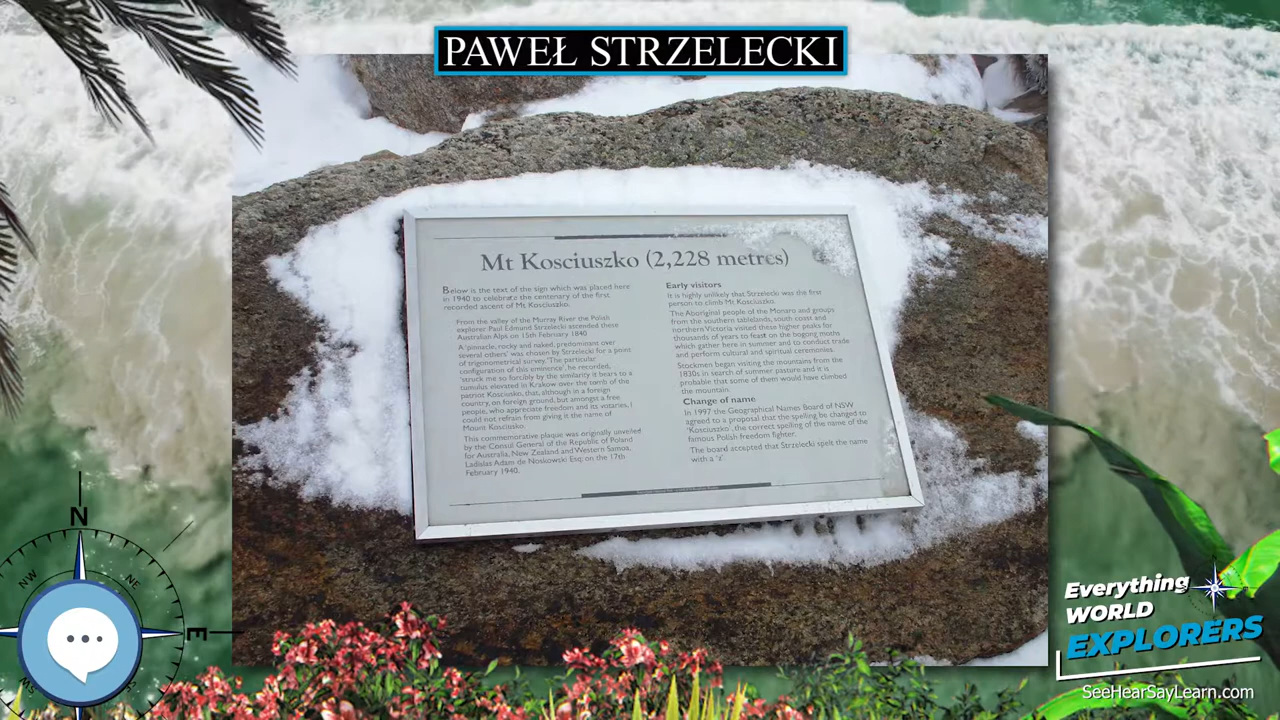 PAWEŁ STRZELECKI
Mt Kosciuszko (2,228 metres)
Below is the text of the sign which was placed here
in 1940 to celebrate the centenary of the first
recorded ascent of Mt Kosciuszko.
From the valley of the Murray River the Polish
explorer Paul Edmund Strzelecki ascended these
Australian Alps on 15th February 1840
A 'pinnacle, rocky and naked, predominant over
several others' was chosen by Strzelecki for a point
of trigonometrical survey. 'The particular
configuration of this eminence', he recorded,
'struck me so forcibly by the similarity it bears to a
tumulus elevated in Krakow over the tomb of the
patriot Kosciusko, that, although in a foreign
country, on foreign ground, but amongst a free
people, who appreciate freedom and its votaries, I
could not refrain from giving it the name of
Mount Kosciusko.
This commemorative plaque was originally unveiled
by the Consul General of the Republic of Poland
for Australia, New Zealand and Western Samoa,
Ladislas Adam de Noskowski Esq; on the 17th
February 1940.
Early visitors
It is highly unlikely that Strzelecki was the first
person to climb Mt Kosciuszko.
The Aboriginal people of the Monaro and groups
from the southern tablelands, south coast and
northern Victoria visited these higher peaks for
thousands of years to feast on the bogong moths
which gather here in summer and to conduct trade
and perform cultural and spiritual ceremonies.
Stockmen began visiting the mountains from the
1830s in search of summer pasture and it is
probable that some of them would have climbed
the mountain.
Change of name
In 1997 the Geographical Names Board of NSW
agreed to a proposal that the spelling be changed to
'Kosciuszko', the correct spelling of the name of the
famous Polish freedom fighter.
The board accepted that Strzelecki spelt the name
with a 'z'.
N
NW
NE
E
SW
S
Everything
WORLD
EXPLORERS
SeeHearSayLearn.com